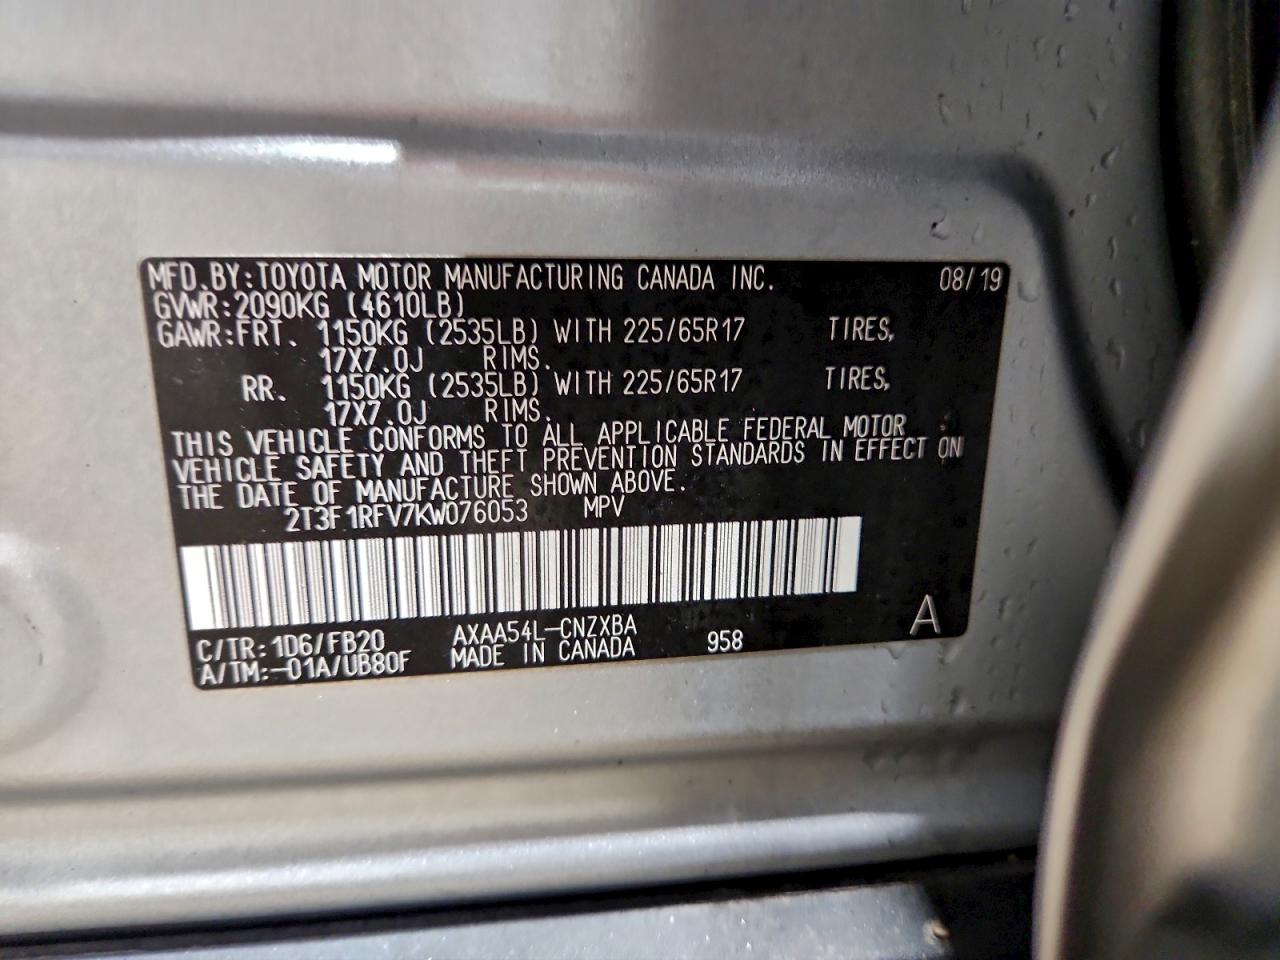 MFD.BY:TOYOTA MOTOR MANUFACTURING CANADA INC. 08/19
GVWR:2090KG (4610LB)
GAWR:FRT. 1150KG (2535LB) WITH 225/65R17 TIRES,
17X7.0J RIMS.
RR. 1150KG (2535LB) WITH 225/65R17 TIRES,
17X7.0J RIMS.
THIS VEHICLE CONFORMS TO ALL APPLICABLE FEDERAL MOTOR
VEHICLE SAFETY AND THEFT PREVENTION STANDARDS IN EFFECT ON
THE DATE OF MANUFACTURE SHOWN ABOVE.
2T3F1RFV7KW076053 MPV
C/TR:1D6/FB20 AXAA54L-CNZXBA 958 A
A/TM:-01A/UB80F MADE IN CANADA